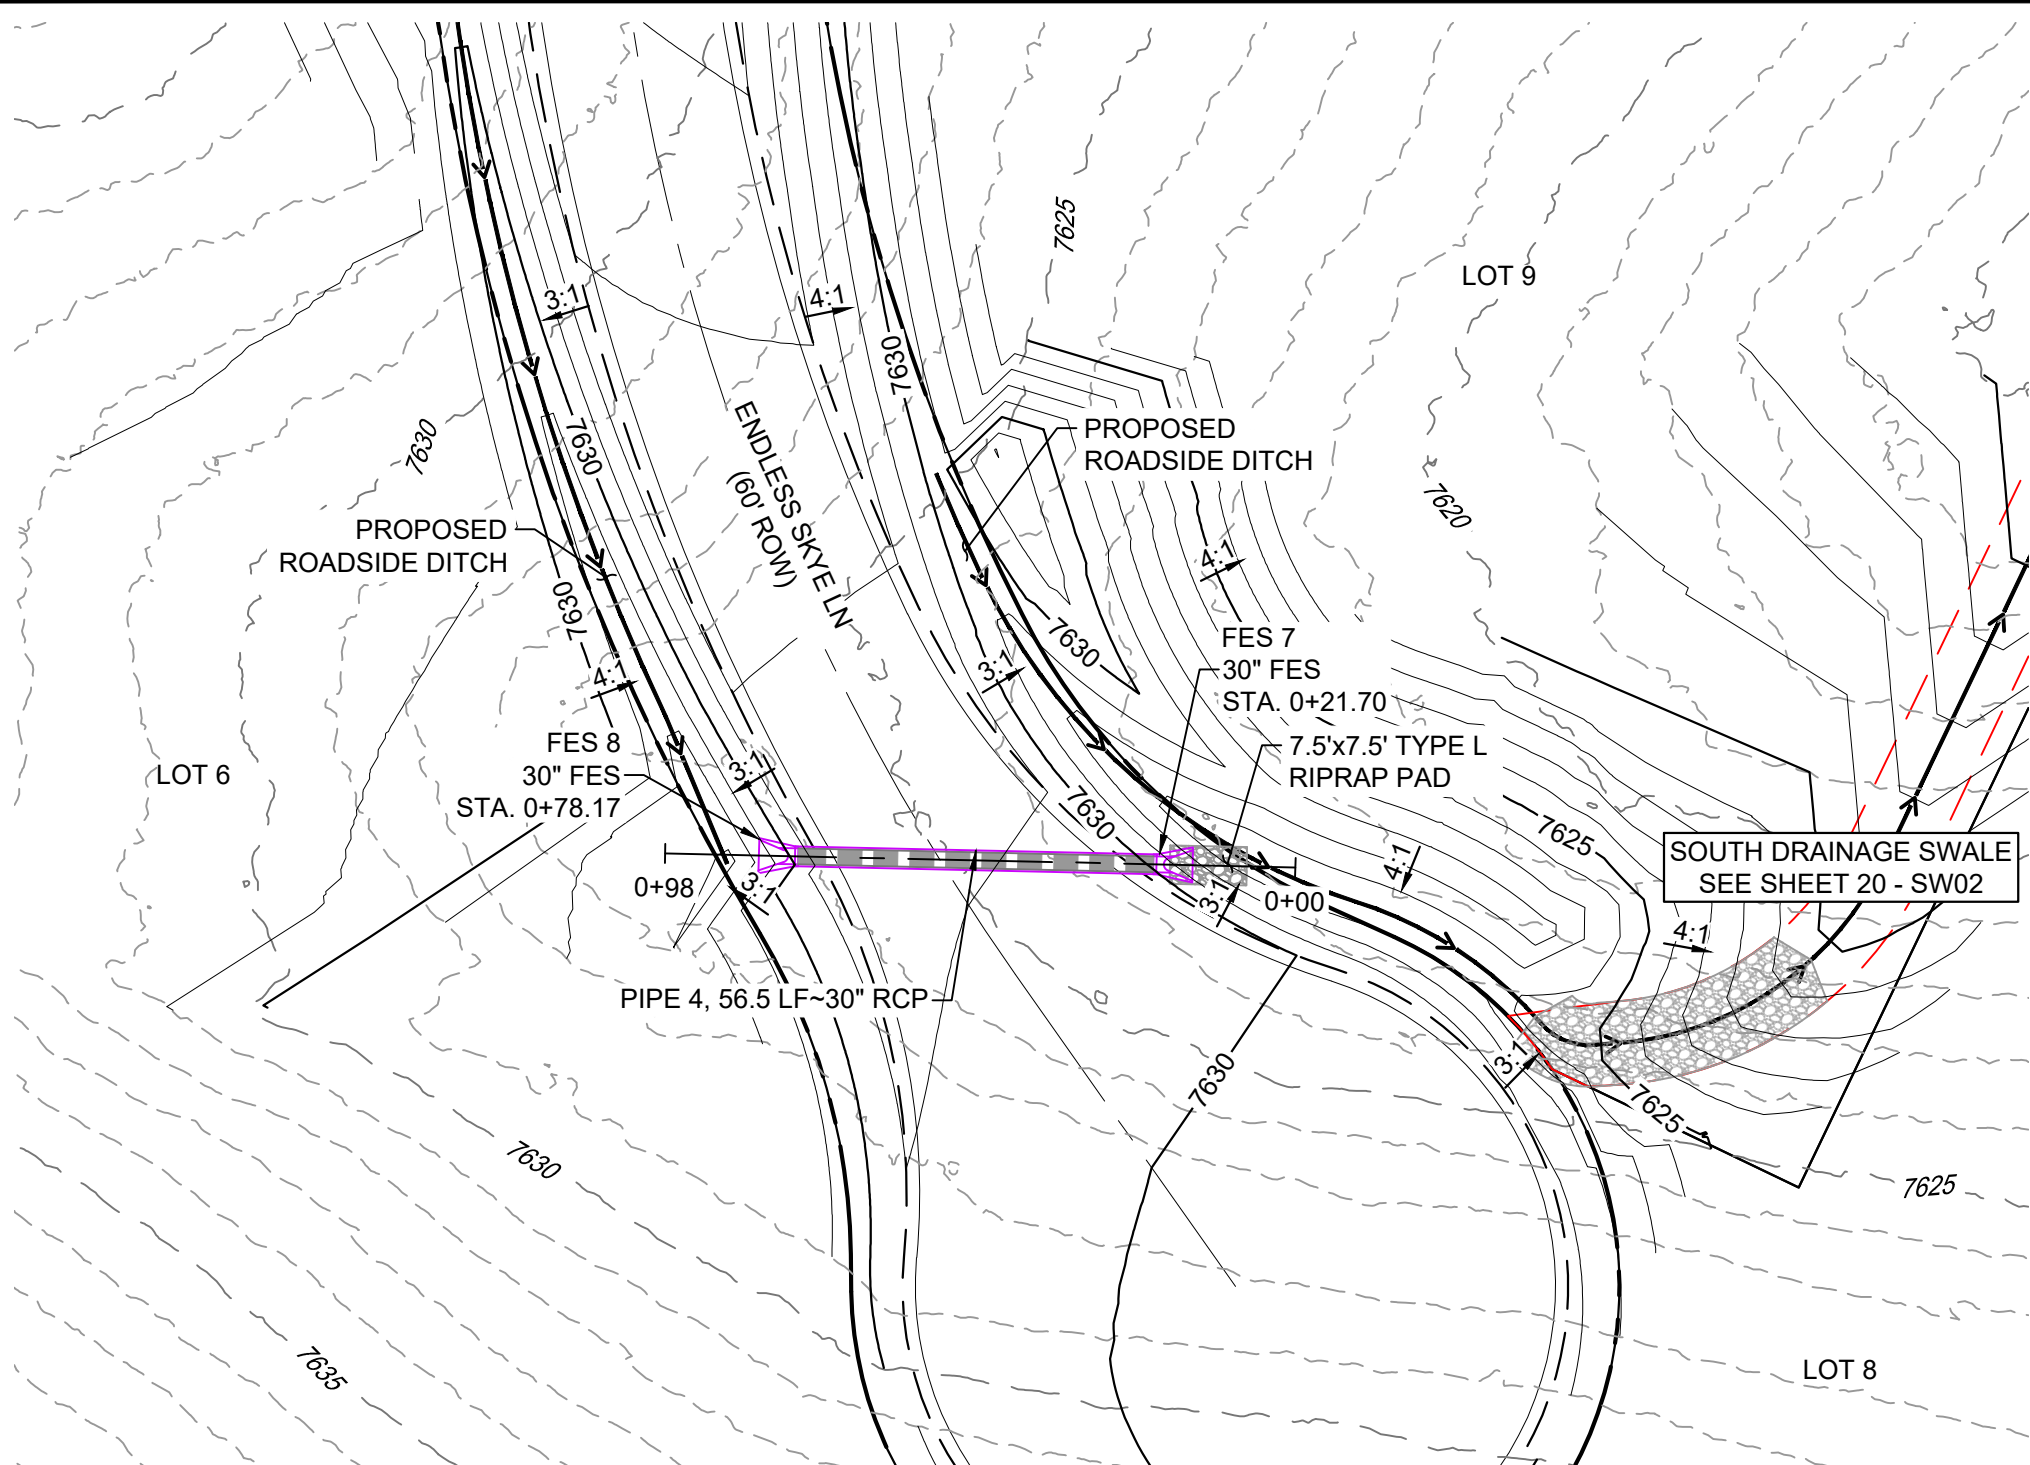 7625
LOT 9
3:1
4:1
7630
7630
7630
ENDLESS SKYE LN
(60' ROW)
PROPOSED
ROADSIDE DITCH
7620
PROPOSED
ROADSIDE DITCH
4:1
7630
7630
3:1
4:1
FES 7
30" FES
STA. 0+21.70
7.5'x7.5' TYPE L
RIPRAP PAD
FES 8
30" FES
STA. 0+78.17
LOT 6
3:1
7630
7625
4:1
SOUTH DRAINAGE SWALE
SEE SHEET 20 - SW02
0+98
3:1
3:1
0+00
4:1
PIPE 4, 56.5 LF~30" RCP
3:1
7630
7625
7630
7625
7635
LOT 8